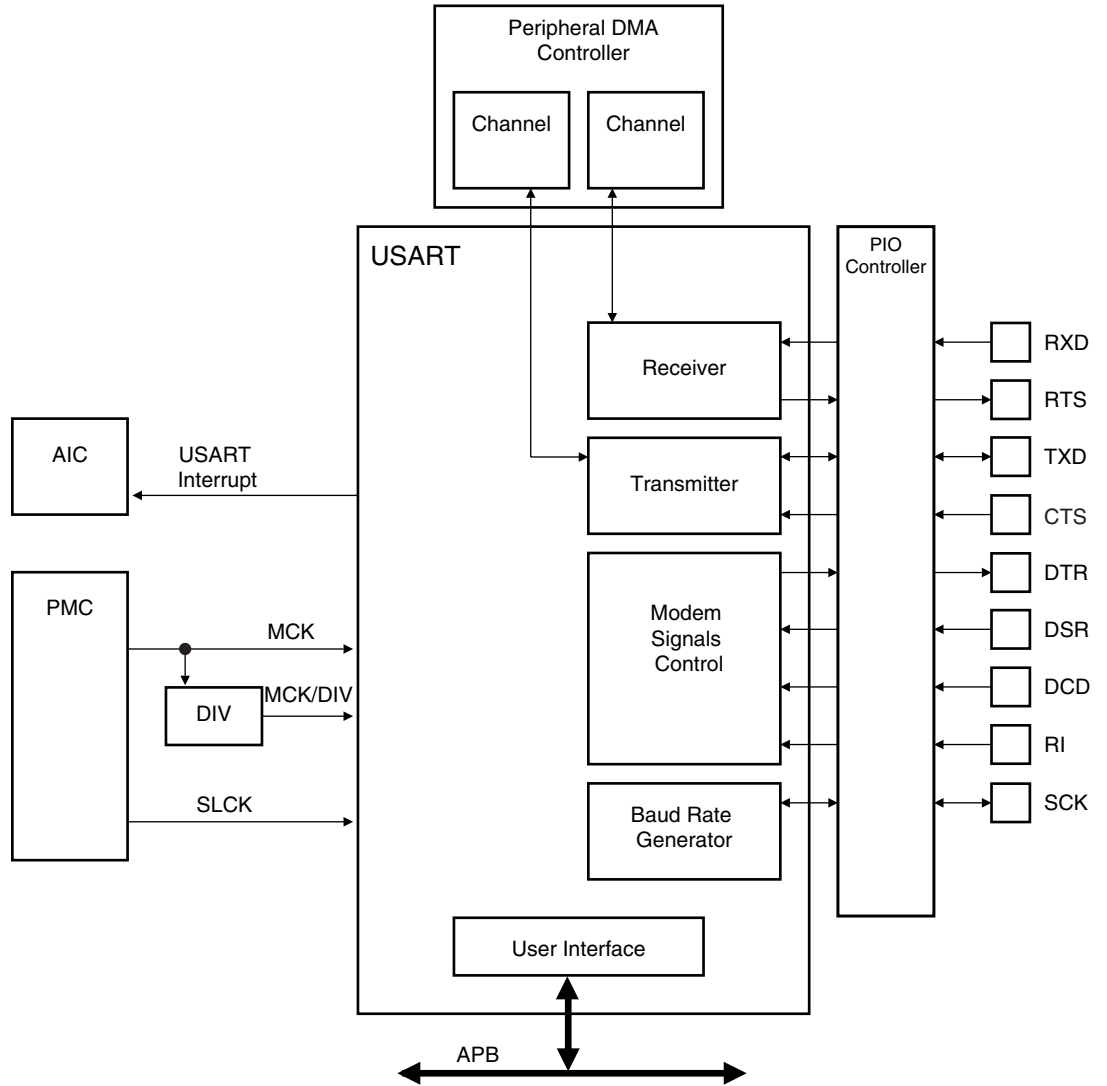 Peripheral DMA
Controller
Channel
Channel
USART
PIO
Controller
Receiver
RXD
RTS
AIC
USART
Interrupt
Transmitter
TXD
CTS
PMC
MCK
DIV
MCK/DIV
SLCK
Modem
Signals
Control
DTR
DSR
DCD
RI
Baud Rate
Generator
SCK
User Interface
APB